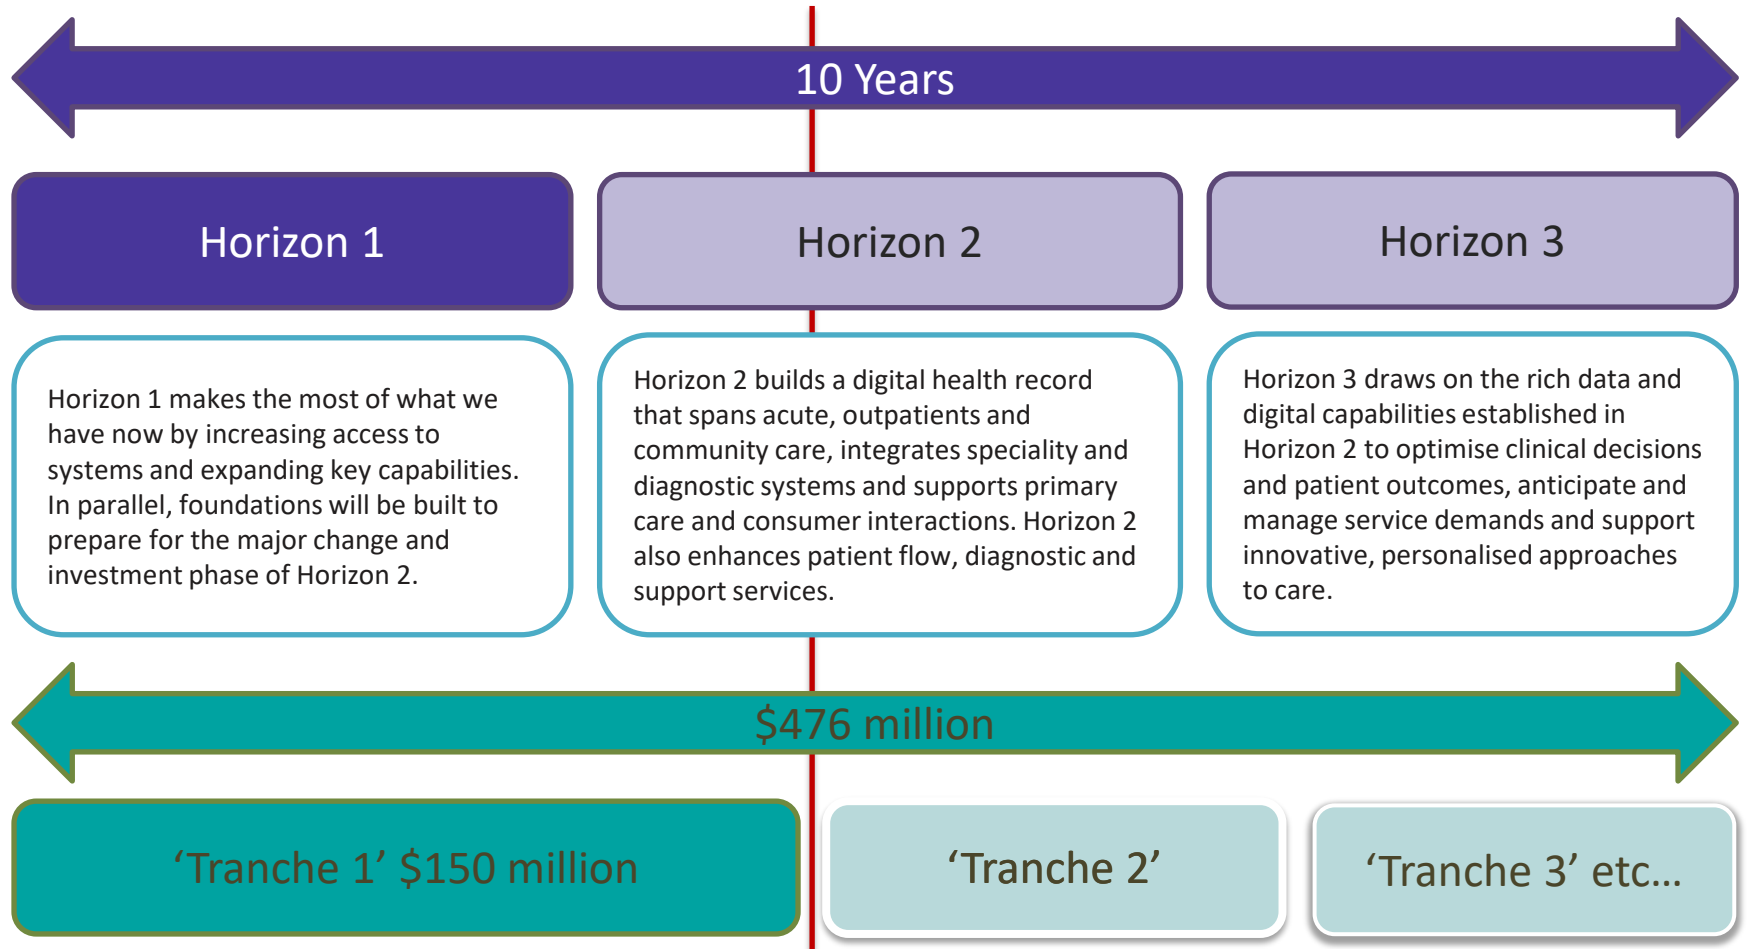 10 Years
Horizon 1
Horizon 2
Horizon 3
Horizon 1 makes the most of what we
have now by increasing access to
systems and expanding key capabilities.
In parallel, foundations will be built to
prepare for the major change and
investment phase of Horizon 2.
Horizon 2 builds a digital health record
that spans acute, outpatients and
community care, integrates speciality and
diagnostic systems and supports primary
care and consumer interactions. Horizon 2
also enhances patient flow, diagnostic and
support services.
Horizon 3 draws on the rich data and
digital capabilities established in
Horizon 2 to optimise clinical decisions
and patient outcomes, anticipate and
manage service demands and support
innovative, personalised approaches
to care.
$476 million
‘Tranche 1’ $150 million
‘Tranche 2’
‘Tranche 3’ etc…